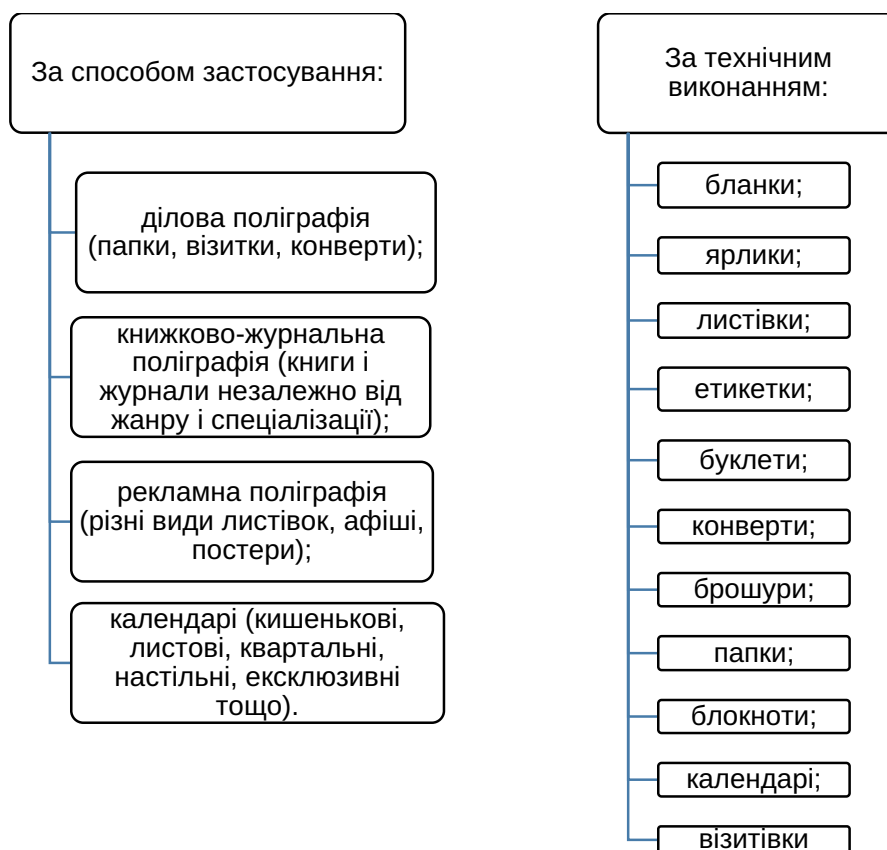 За способом застосування:
ділова поліграфія
(папки, візитки, конверти);
книжково-журнальна
поліграфія (книги і
журнали незалежно від
жанру і спеціалізації);
рекламна поліграфія
(різні види листівок, афіші,
постери);
календарі (кишенькові,
листові, квартальні,
настільні, ексклюзивні
тощо).
За технічним
виконанням:
бланки;
ярлики;
листівки;
етикетки;
буклети;
конверти;
брошури;
папки;
блокноти;
календарі;
візитівки